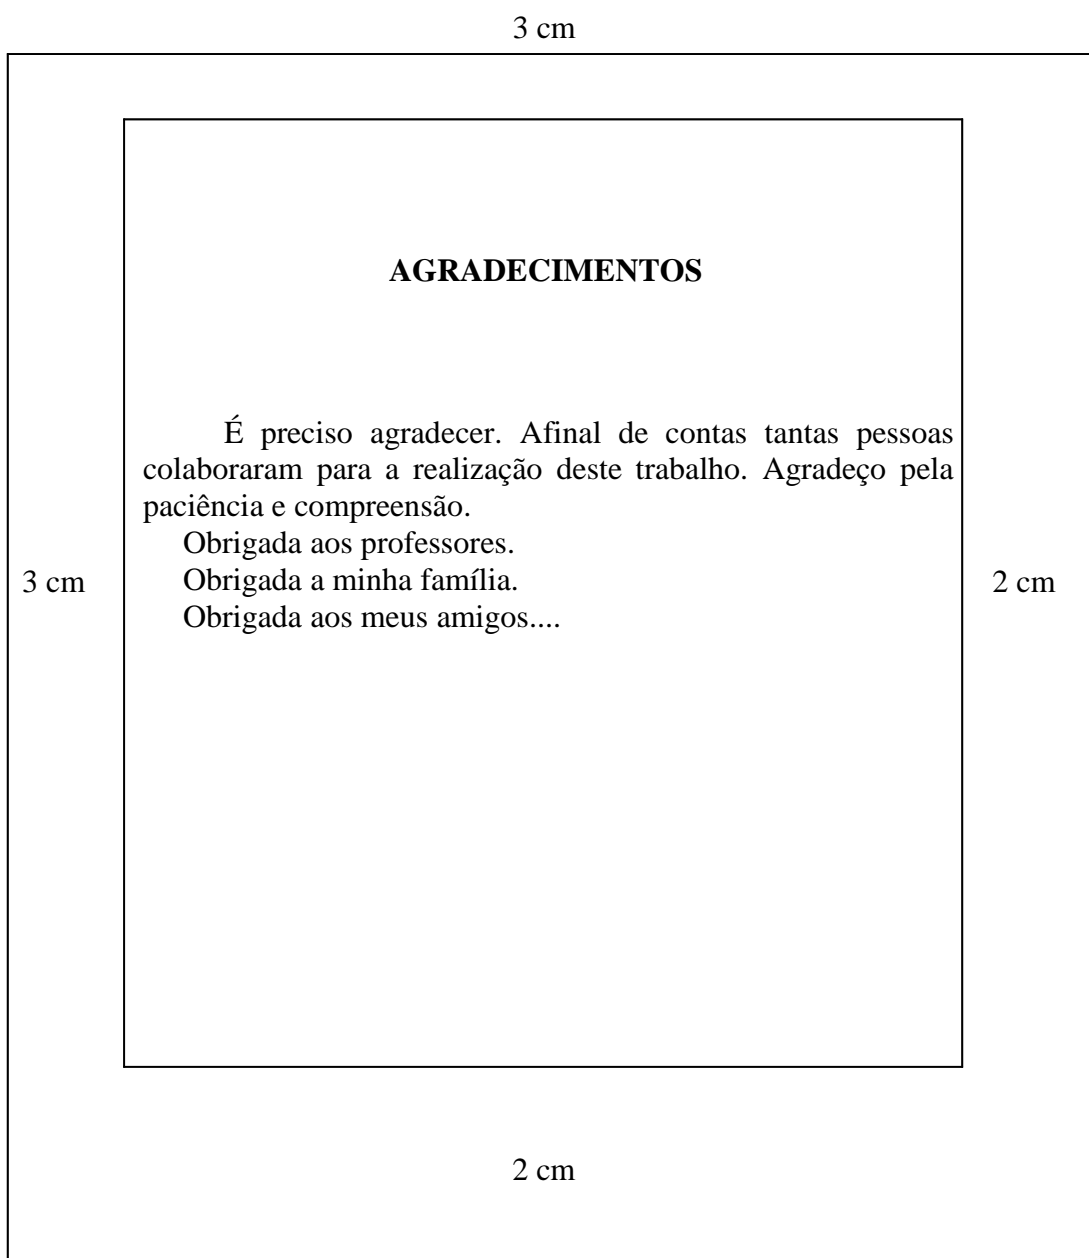 3 cm
AGRADECIMENTOS
É preciso agradecer. Afinal de contas tantas pessoas
colaboraram para a realização deste trabalho. Agradeço pela
paciência e compreensão.
Obrigada aos professores.
3 cm
Obrigada a minha família.
2 cm
Obrigada aos meus amigos....
2 cm